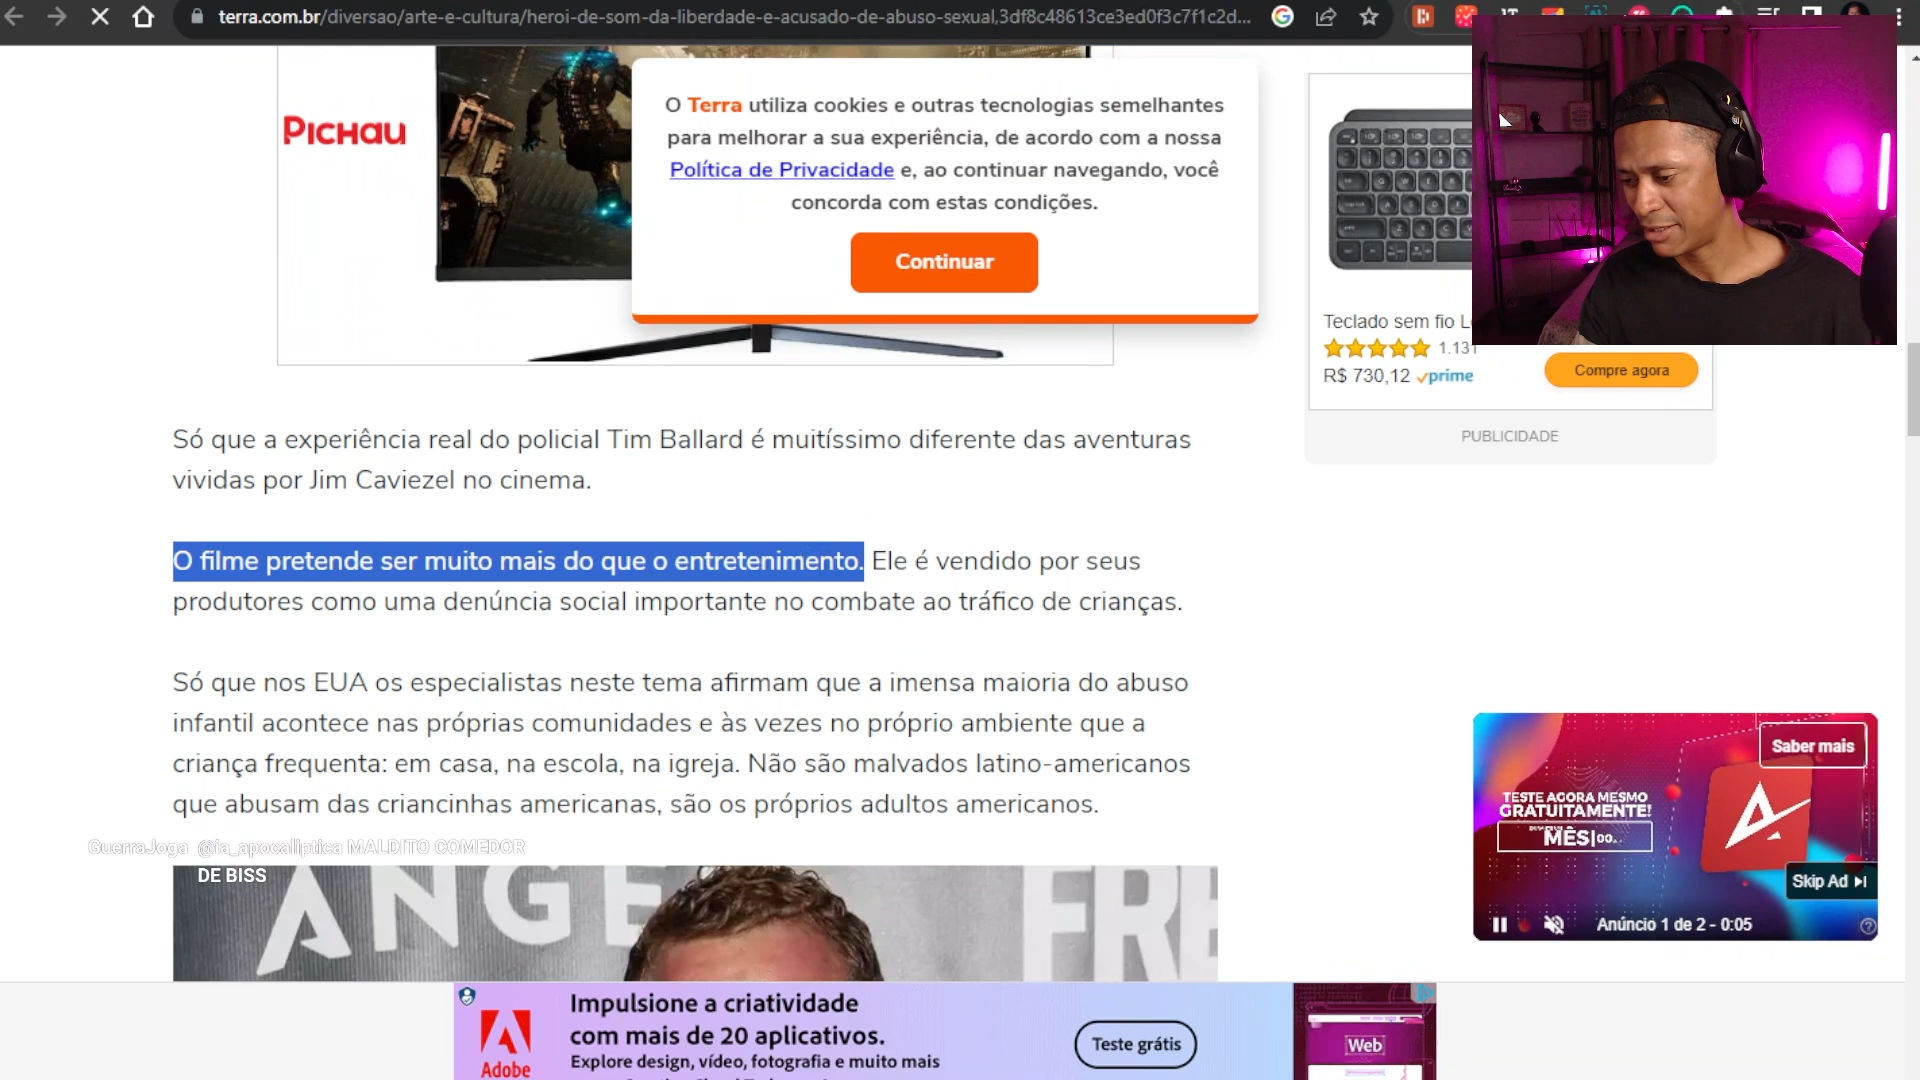 terra.com.br/diversao/arte-e-cultura/heroi-de-som-da-liberdade-e-acusado-de-abuso-sexual,3df8c48613ce3ed0f3c7f1c2d...
PICHAU
O Terra utiliza cookies e outras tecnologias semelhantes
para melhorar a sua experiência, de acordo com a nossa
Política de Privacidade e, ao continuar navegando, você
concorda com estas condições.
Continuar
Teclado sem fio L
1.131
R$ 730,12 prime
Compre agora
PUBLICIDADE
Só que a experiência real do policial Tim Ballard é muitíssimo diferente das aventuras
vividas por Jim Caviezel no cinema.
O filme pretende ser muito mais do que o entretenimento. Ele é vendido por seus
produtores como uma denúncia social importante no combate ao tráfico de crianças.
Só que nos EUA os especialistas neste tema afirmam que a imensa maioria do abuso
infantil acontece nas próprias comunidades e às vezes no próprio ambiente que a
criança frequenta: em casa, na escola, na igreja. Não são malvados latino-americanos
que abusam das criancinhas americanas, são os próprios adultos americanos.
GuerraJoga @ia_apocaliptica MALDITO COMEDOR
DE BISS
ANGE
FRE
Saber mais
TESTE AGORA MESMO
GRATUITAMENTE!
MÊS
Skip Ad
Anúncio 1 de 2 - 0:05
Adobe
Impulsione a criatividade
com mais de 20 aplicativos.
Explore design, vídeo, fotografia e muito mais
Teste grátis
Web